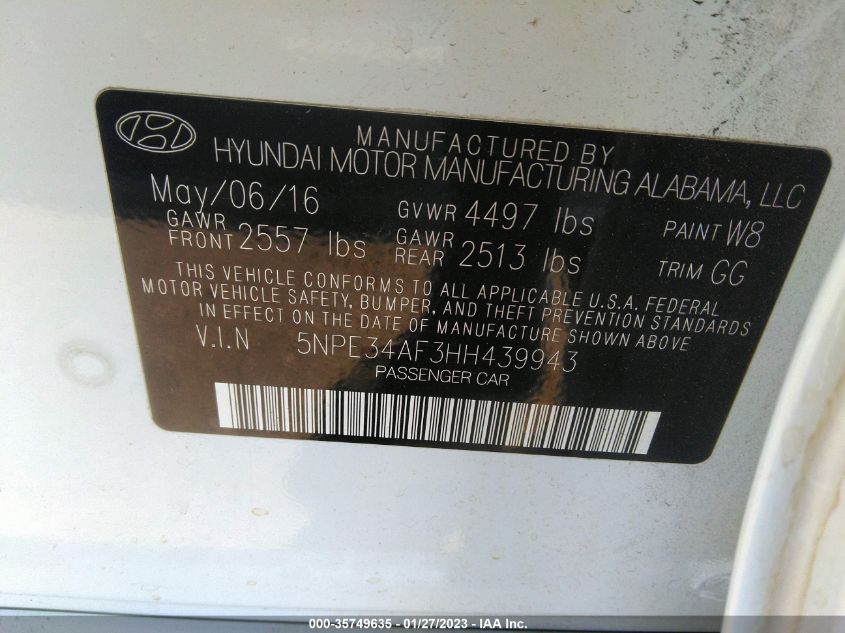 MANUFACTURED BY
HYUNDAI MOTOR MANUFACTURING ALABAMA, LLC
May/06/16 GVWR 4497 lbs PAINT W8
GAWR FRONT 2557 lbs GAWR REAR 2513 lbs TRIM GG
THIS VEHICLE CONFORMS TO ALL APPLICABLE U.S.A. FEDERAL
MOTOR VEHICLE SAFETY, BUMPER, AND THEFT PREVENTION STANDARDS
IN EFFECT ON THE DATE OF MANUFACTURE SHOWN ABOVE
V.I.N 5NPE34AF3HH439943
PASSENGER CAR
000-35749635 - 01/27/2023 - IAA Inc.